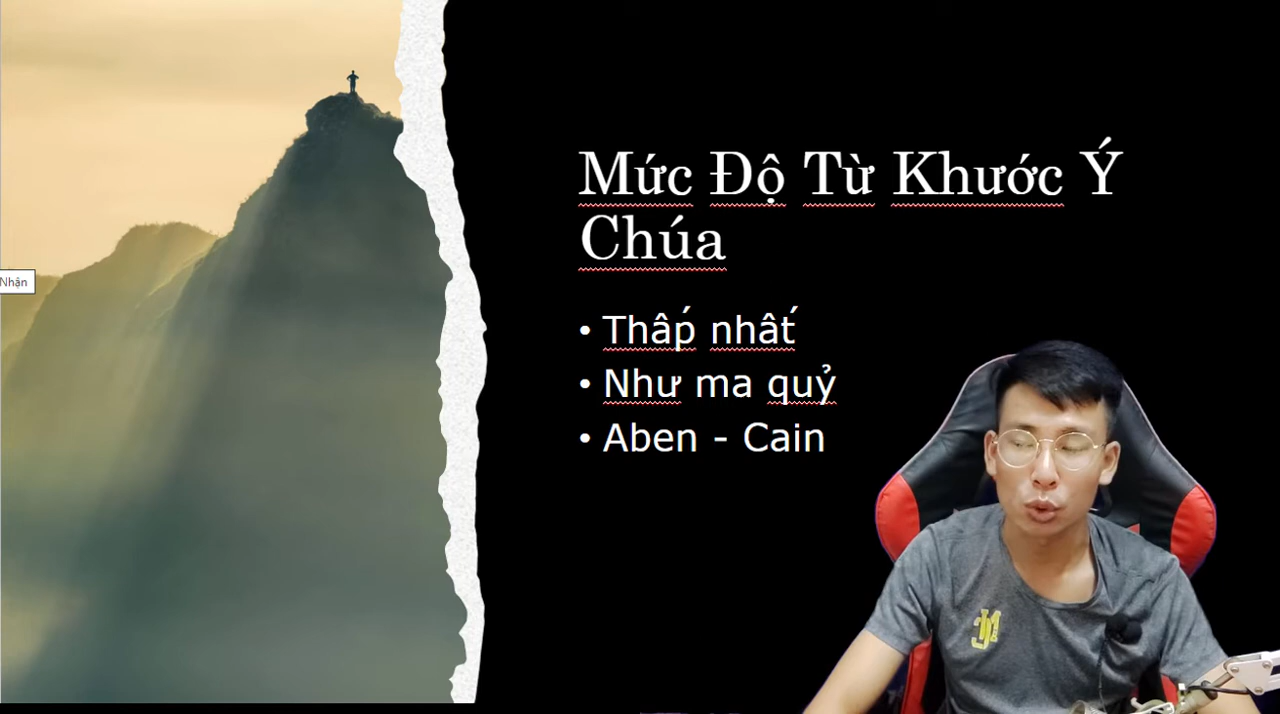 Mức Độ Từ Khước Ý
Chúa
Nhận
• Thấp nhất
• Như ma quỷ
• Aben - Cain